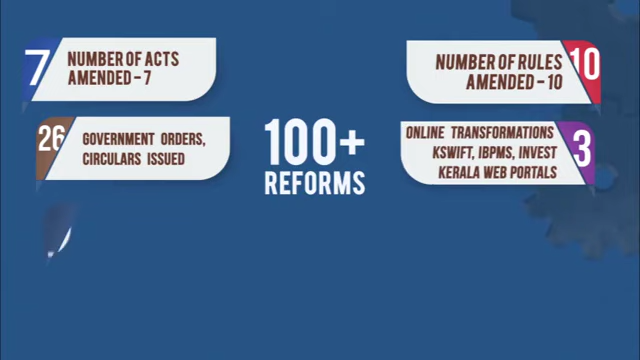 7
NUMBER OF ACTS
AMENDED – 7
NUMBER OF RULES
AMENDED – 10
10
26
GOVERNMENT ORDERS,
CIRCULARS ISSUED
100+
REFORMS
ONLINE TRANSFORMATIONS
KSWIFT, IBPMS, INVEST
KERALA WEB PORTALS
3